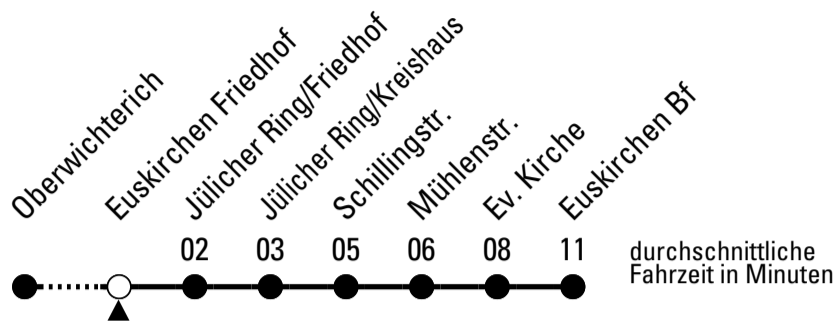 Oberwichterich
Euskirchen Friedhof
Jülicher Ring/Friedhof
Jülicher Ring/Kreishaus
Schillingstr.
Mühlenstr.
Ev. Kirche
Euskirchen Bf
02 03 05 06 08 11
durchschnittliche
Fahrzeit in Minuten